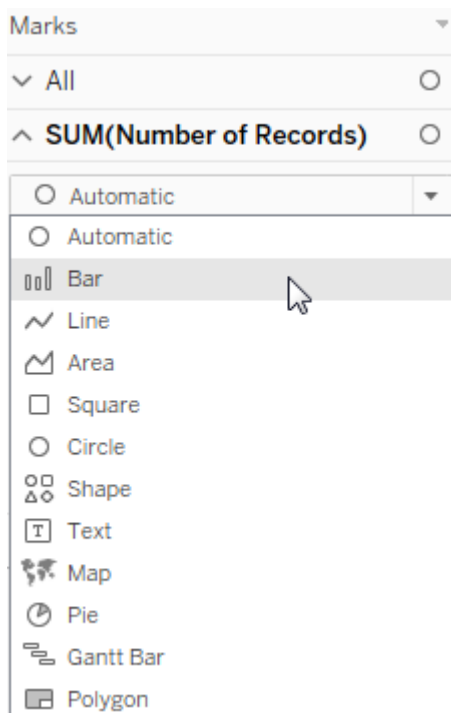 Marks
All
SUM(Number of Records)
Automatic
Automatic
Bar
Line
Area
Square
Circle
Shape
T Text
Map
Pie
Gantt Bar
Polygon